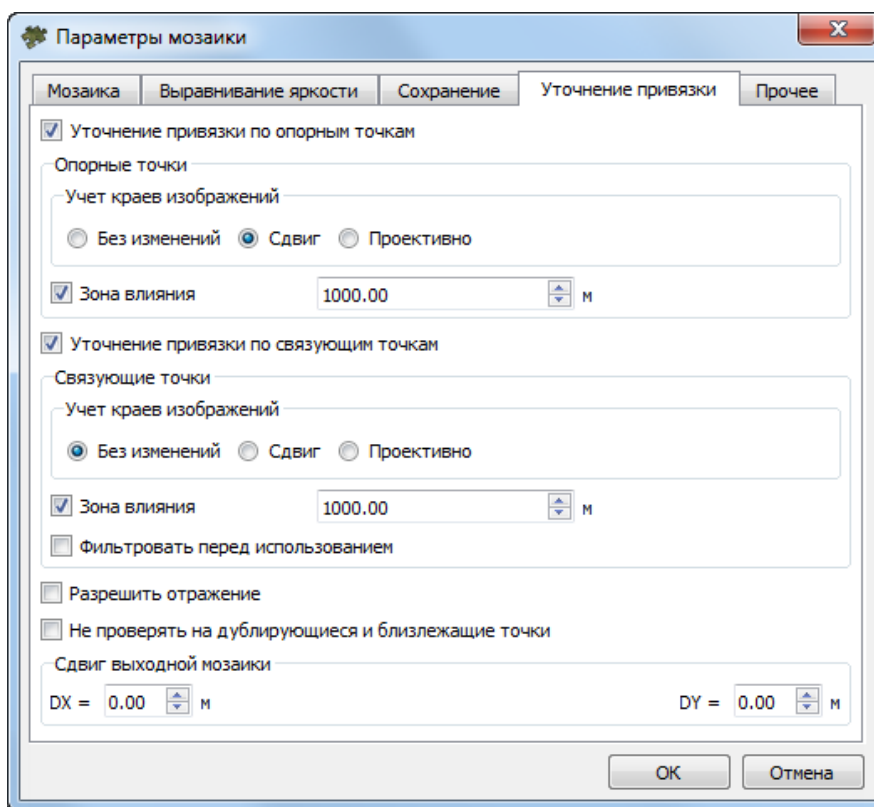 Параметры мозаики
Мозаика Выравнивание яркости Сохранение Уточнение привязки Прочее
Уточнение привязки по опорным точкам
Опорные точки
Учет краев изображений
Без изменений Сдвиг Проективно
Зона влияния 1000.00 м
Уточнение привязки по связующим точкам
Связующие точки
Учет краев изображений
Без изменений Сдвиг Проективно
Зона влияния 1000.00 м
Фильтровать перед использованием
Разрешить отражение
Не проверять на дублирующиеся и близлежащие точки
Сдвиг выходной мозаики
DX = 0.00 м DY = 0.00 м
OK Отмена